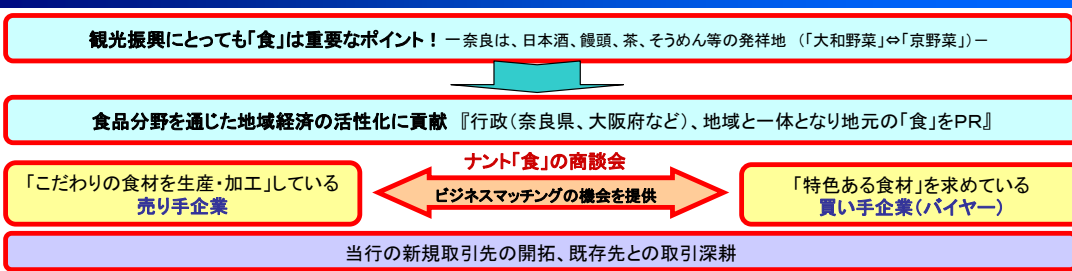 観光振興にとっても「食」は重要なポイント！ －奈良は、日本酒、饅頭、茶、そうめん等の発祥地 （「大和野菜」⇔「京野菜」）－
食品分野を通じた地域経済の活性化に貢献 『行政（奈良県、大阪府など）、地域と一体となり地元の「食」をPR』
ナント「食」の商談会
「こだわりの食材を生産・加工」している
売り手企業
ビジネスマッチングの機会を提供
「特色ある食材」を求めている
買い手企業（バイヤー）
当行の新規取引先の開拓、既存先との取引深耕